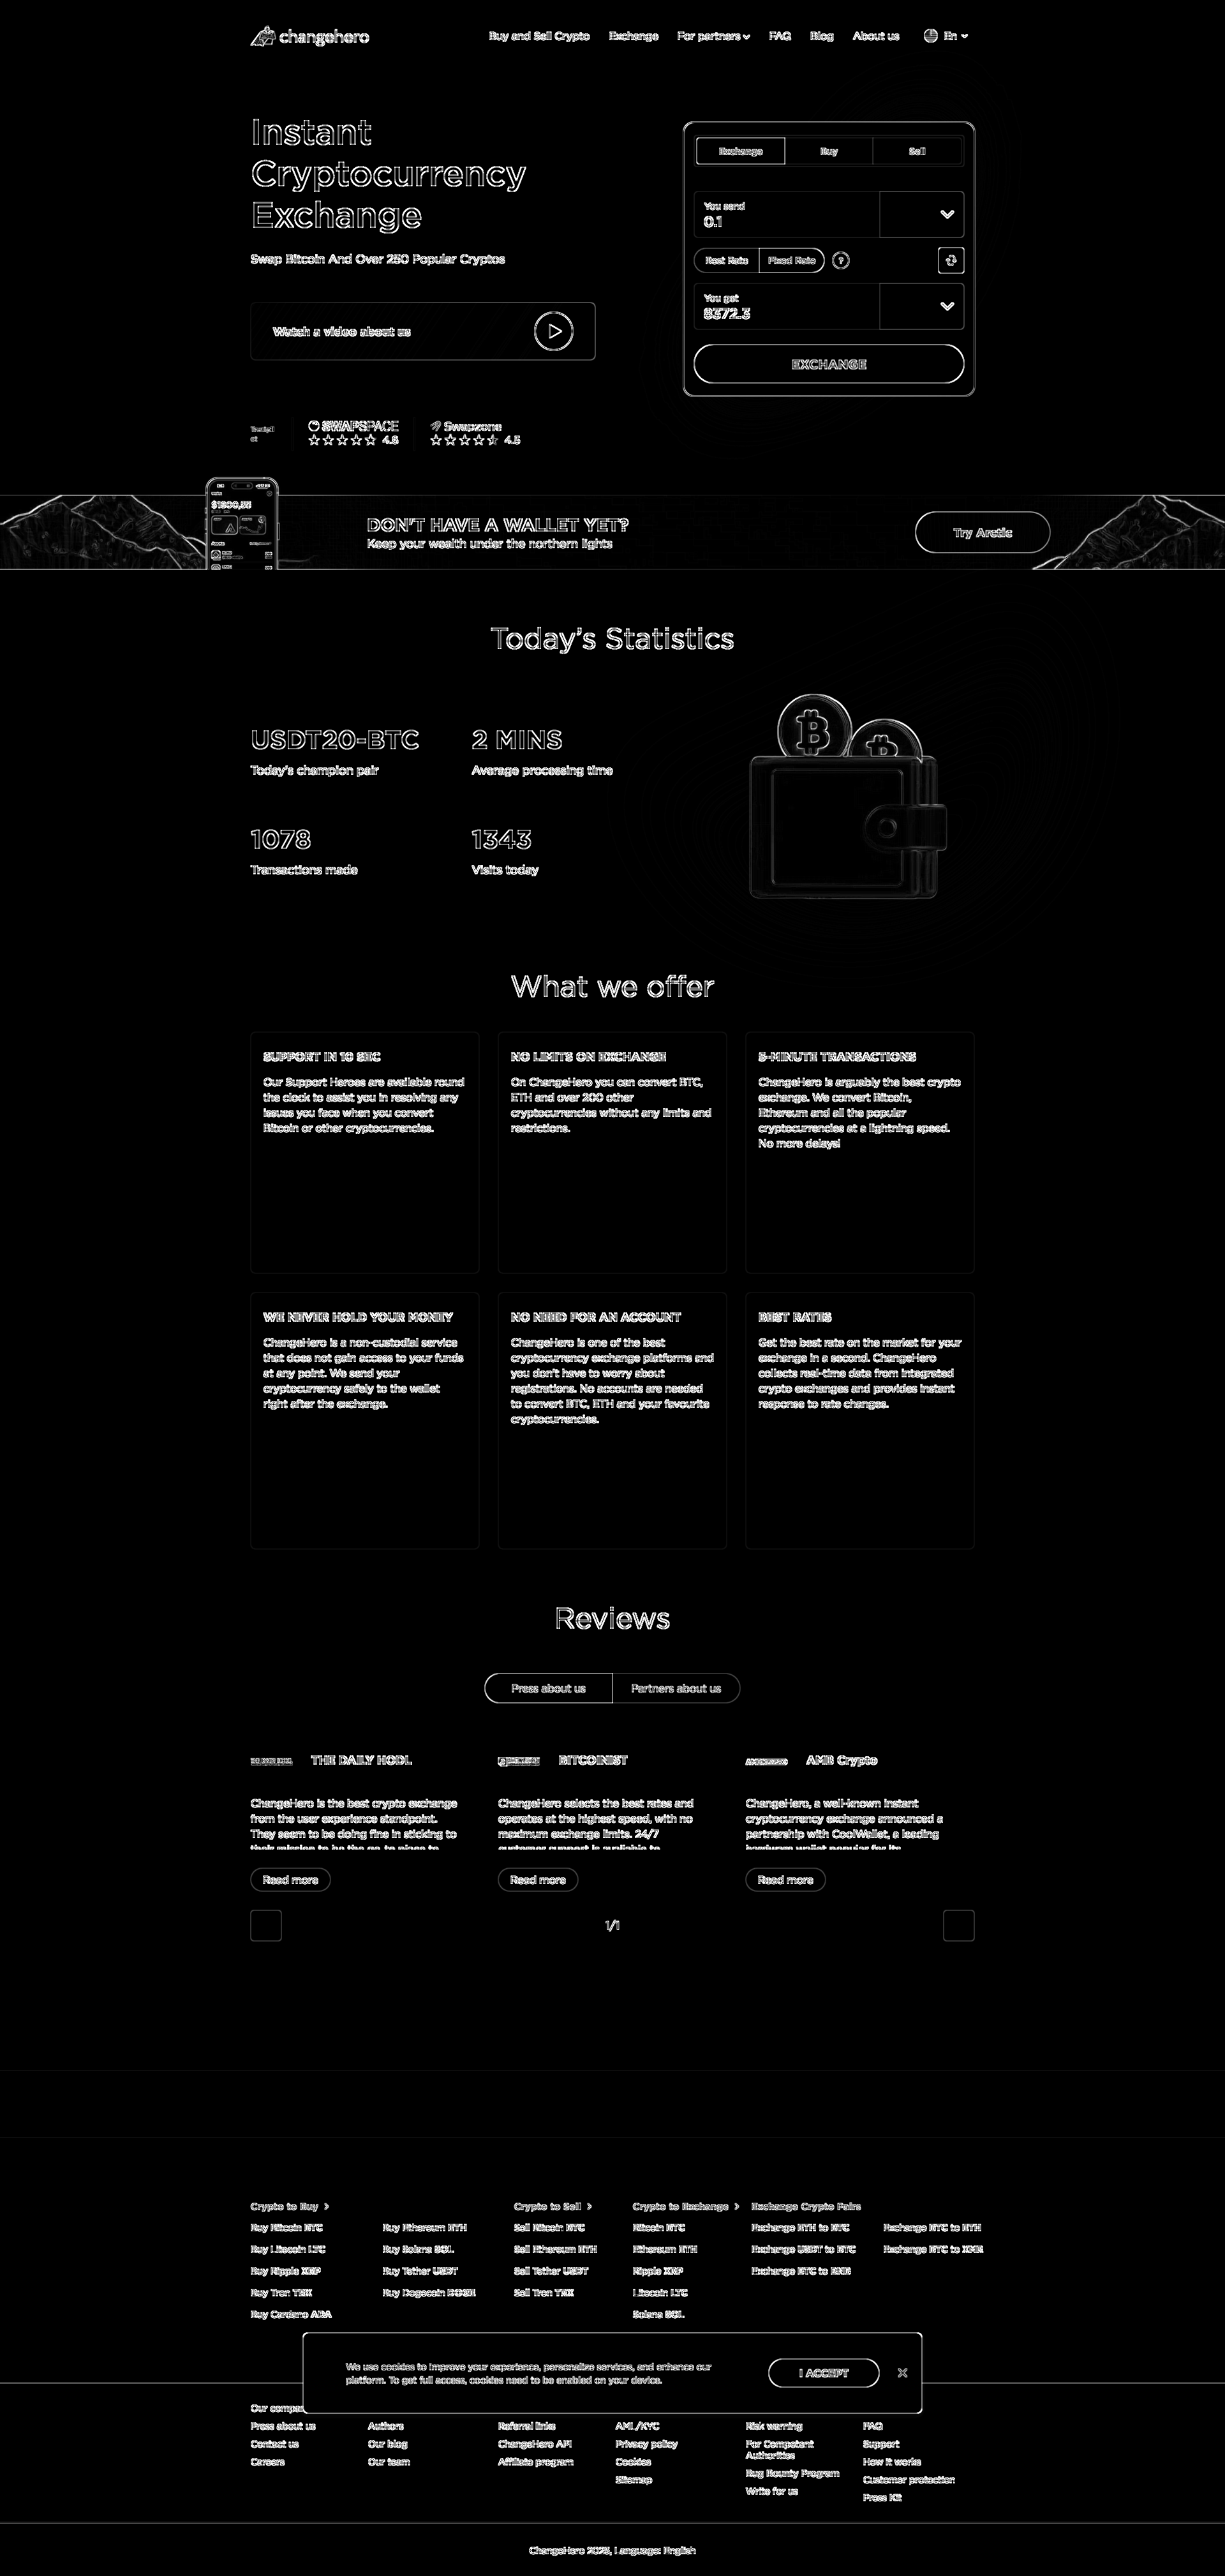 changehero
Buy and Sell Crypto
Exchange
For partners
FAQ
Blog
About us
En
Instant
Cryptocurrency
Exchange
Swap Bitcoin And Over 250 Popular Cryptos
Watch a video about us
Exchange
Buy
Sell
You send
0.1
Best Rate
Fixed Rate
?
You get
8372.3
EXCHANGE
SWAPSPACE
4.8
Swapzone
4.5
DON'T HAVE A WALLET YET?
Keep your wealth under the northern lights
Try Arctic
Today's Statistics
USDT20-BTC
Today's champion pair
2 MINS
Average processing time
1078
Transactions made
1343
Visits today
What we offer
SUPPORT IN 10 SEC
Our Support Heroes are available round
the clock to assist you in resolving any
issues you face when you convert
Bitcoin or other cryptocurrencies.
NO LIMITS ON EXCHANGE
On ChangeHero you can convert BTC,
ETH and over 200 other
cryptocurrencies without any limits and
restrictions.
5-MINUTE TRANSACTIONS
ChangeHero is arguably the best crypto
exchange. We convert Bitcoin,
Ethereum and all the popular
cryptocurrencies at a lightning speed.
No more delays!
WE NEVER HOLD YOUR MONEY
ChangeHero is a non-custodial service
that does not gain access to your funds
at any point. We send your
cryptocurrency safely to the wallet
right after the exchange.
NO NEED FOR AN ACCOUNT
ChangeHero is one of the best
cryptocurrency exchange platforms and
you don't have to worry about
registrations. No accounts are needed
to convert BTC, ETH and your favourite
cryptocurrencies.
BEST RATES
Get the best rate on the market for your
exchange in a second. ChangeHero
collects real-time data from integrated
crypto exchanges and provides instant
response to rate changes.
Reviews
Press about us
Partners about us
THE DAILY HODL
ChangeHero is the best crypto exchange
from the user experience standpoint.
They seem to be doing fine in sticking to
their mission to be the go-to place to
Read more
BITCOINIST
ChangeHero selects the best rates and
operates at the highest speed, with no
maximum exchange limits. 24/7
customer support is available to
Read more
AMB Crypto
ChangeHero, a well-known instant
cryptocurrency exchange announced a
partnership with CoolWallet, a leading
hardware wallet popular for its
Read more
1/1
Crypto to Buy
Buy Bitcoin BTC
Buy Litecoin LTC
Buy Ripple XRP
Buy Tron TRX
Buy Cardano ADA
Buy Ethereum ETH
Buy Solana SOL
Buy Tether USDT
Buy Dogecoin DOGE
Crypto to Sell
Sell Bitcoin BTC
Sell Ethereum ETH
Sell Tether USDT
Sell Tron TRX
Crypto to Exchange
Bitcoin BTC
Ethereum ETH
Ripple XRP
Litecoin LTC
Solana SOL
Exchange Crypto Pairs
Exchange ETH to BTC
Exchange USDT to BTC
Exchange BTC to BNB
Exchange BTC to ETH
Exchange BTC to XMR
We use cookies to improve your experience, personalize services, and enhance our
platform. To get full access, cookies need to be enabled on your device.
I ACCEPT
Our
Press about us
Contact us
Careers
Authors
Our blog
Our team
Referral links
ChangeHero API
Affiliate program
AML/KYC
Privacy policy
Cookies
Sitemap
Risk warning
For Competent
Authorities
Bug Bounty Program
Write for us
FAQ
Support
How it works
Customer protection
Press Kit
ChangeHero 2025, Language: English